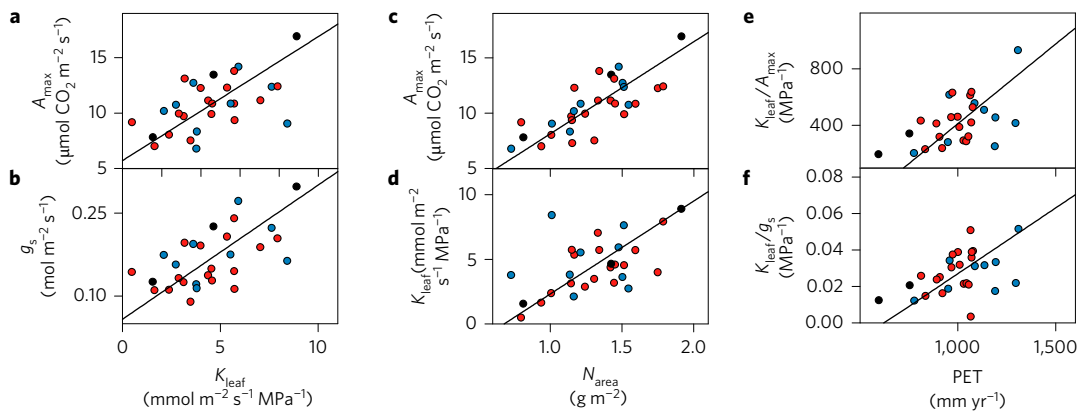 a
A_max
(μmol CO₂ m⁻² s⁻¹)
15
10
5
b
g_s
(mol m⁻² s⁻¹)
0.25
0.10
0
5
10
K_leaf
(mmol m⁻² s⁻¹ MPa⁻¹)
c
A_max
(μmol CO₂ m⁻² s⁻¹)
15
10
5
d
K_leaf (mmol m⁻²
s⁻¹ MPa⁻¹)
10
5
0
1.0
1.5
2.0
N_area
(g m⁻²)
e
K_leaf/A_max
(MPa⁻¹)
800
400
f
K_leaf/g_s
(MPa⁻¹)
0.08
0.06
0.04
0.02
0.00
1,000
1,500
PET
(mm yr⁻¹)